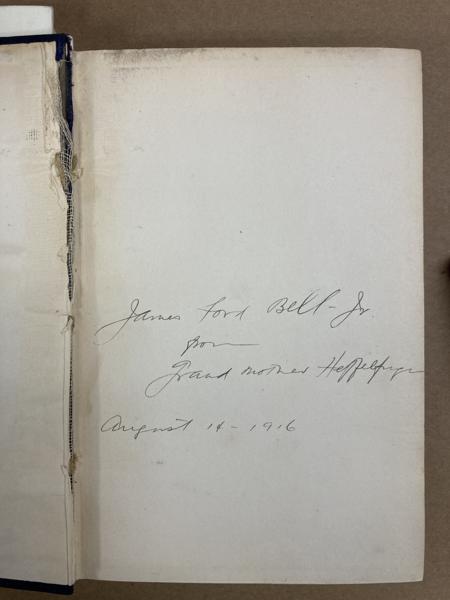 James Ford Bell - Jr.
from
Grand mother Heffelfinger
August 14 - 1916